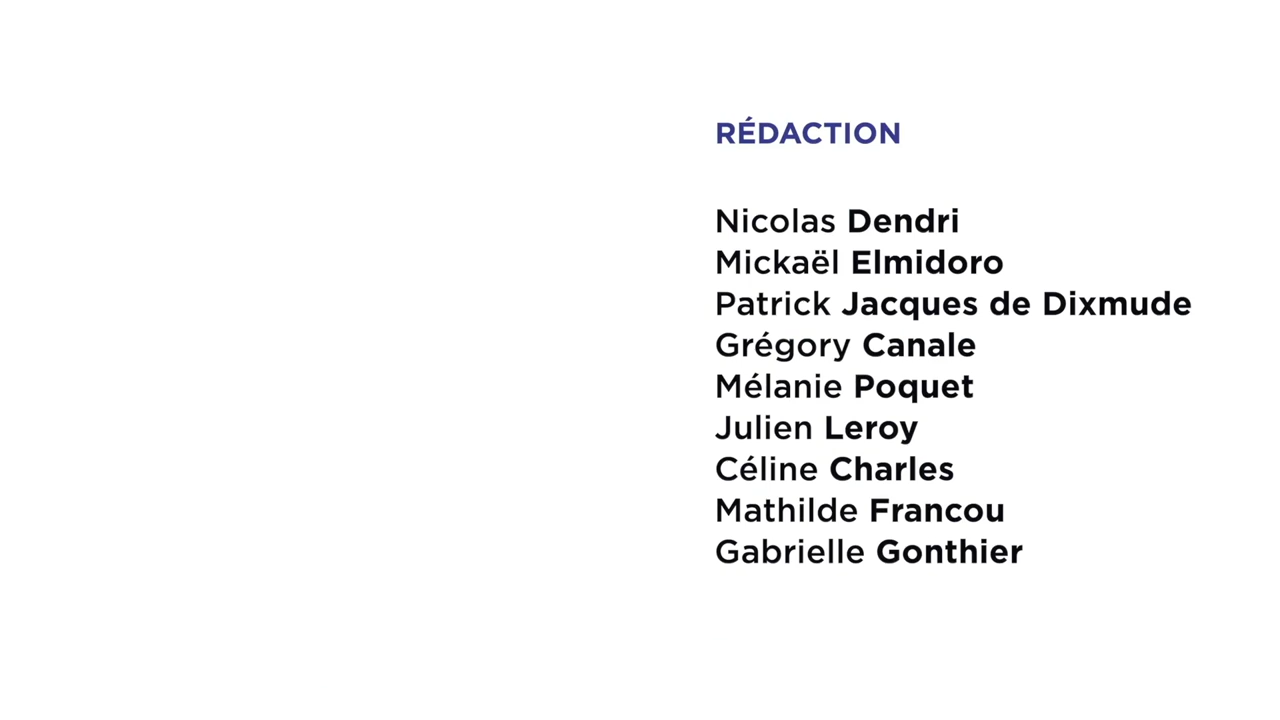 RÉDACTION
Nicolas Dendri
Mickaël Elmidoro
Patrick Jacques de Dixmude
Grégory Canale
Mélanie Poquet
Julien Leroy
Céline Charles
Mathilde Francou
Gabrielle Gonthier